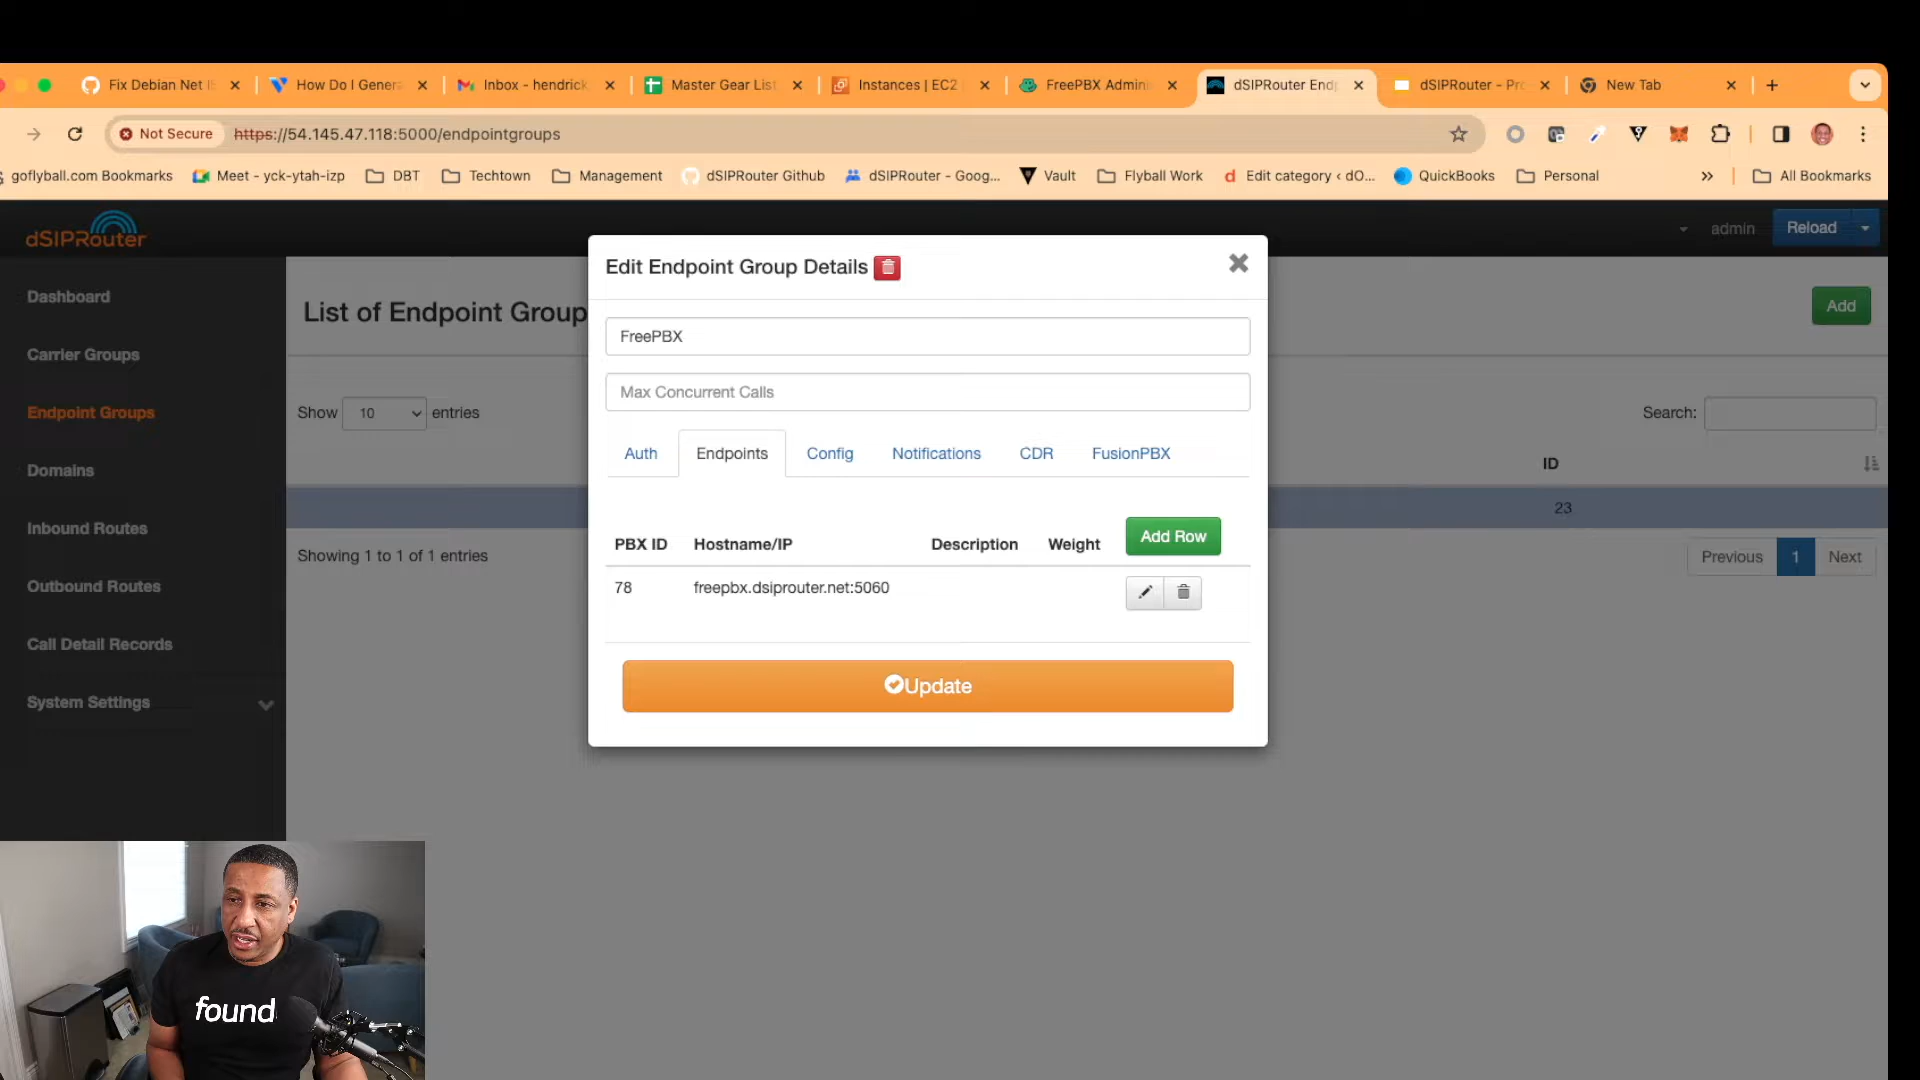 Fix Debian Net I
How Do I Genera
Inbox - hendrick
Master Gear List
Instances | EC2
FreePBX Admini
dSIPRouter End
dSIPRouter - Pro
New Tab
Not Secure https://54.145.47.118:5000/endpointgroups
goflyball.com Bookmarks
Meet - yck-ytah-izp
DBT
Techtown
Management
dSIPRouter Github
dSIPRouter - Goog...
Vault
Flyball Work
Edit category ‹ dO...
QuickBooks
Personal
»
All Bookmarks
dSIPRouter
admin
Reload
Dashboard
Carrier Groups
Endpoint Groups
Domains
Inbound Routes
Outbound Routes
Call Detail Records
System Settings
List of Endpoint Group
Add
Show 10 entries
Search:
ID
23
Showing 1 to 1 of 1 entries
Previous 1 Next
Edit Endpoint Group Details
FreePBX
Max Concurrent Calls
Auth Endpoints Config Notifications CDR FusionPBX
PBX ID Hostname/IP Description Weight Add Row
78 freepbx.dsiprouter.net:5060
Update
found